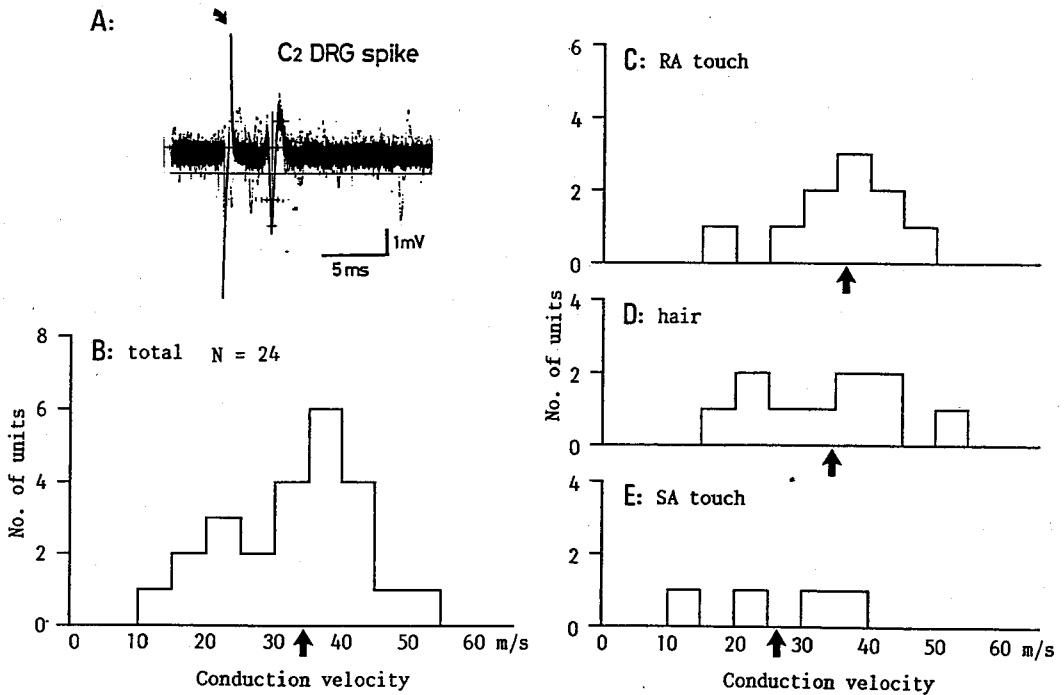 A:
C2 DRG spike
1mV
5ms
B: total N = 24
8
6
4
2
0
No. of units
0 10 20 30 40 50 60 m/s
Conduction velocity
C: RA touch
6
4
2
0
D: hair
4
2
0
No. of units
E: SA touch
4
2
0
0 10 20 30 40 50 60 m/s
Conduction velocity